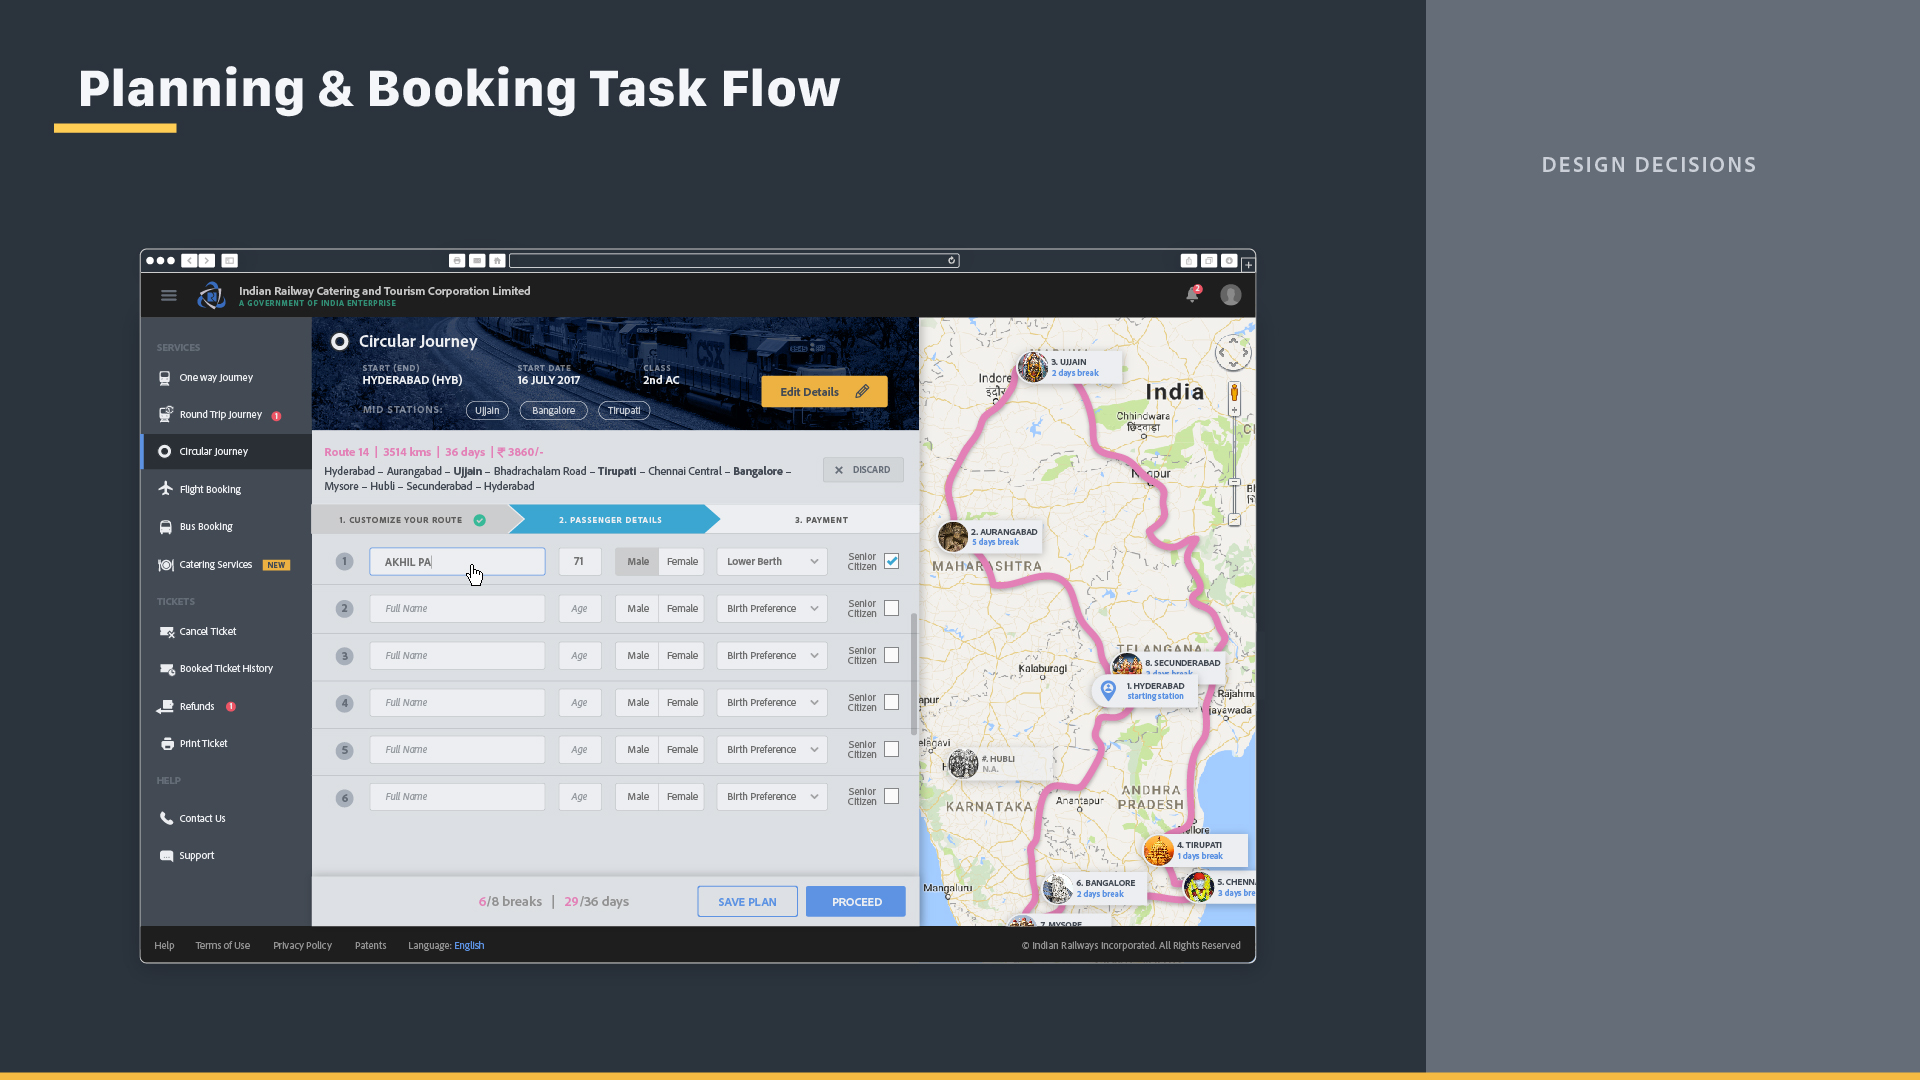 Planning & Booking Task Flow
DESIGN DECISIONS
Indian Railway Catering and Tourism Corporation Limited
A GOVERNMENT OF INDIA ENTERPRISE
2
SERVICES
One way Journey
Round Trip Journey 1
Circular Journey
Flight Booking
Bus Booking
Catering Services NEW
TICKETS
Cancel Ticket
Booked Ticket History
Refunds 1
Print Ticket
HELP
Contact Us
Support
Circular Journey
START (END) START DATE CLASS
HYDERABAD (HYB) 16 JULY 2017 2nd AC
Edit Details
MID STATIONS: Ujjain Bangalore Tirupati
CSX
Route 14 | 3514 kms | 36 days | ₹ 3860/-
Hyderabad – Aurangabad – Ujjain – Bhadrachalam Road – Tirupati – Chennai Central – Bangalore –
Mysore – Hubli – Secunderabad – Hyderabad
DISCARD
1. CUSTOMIZE YOUR ROUTE 2. PASSENGER DETAILS 3. PAYMENT
1 AKHIL PA 71 Male Female Lower Berth Senior Citizen
2 Full Name Age Male Female Birth Preference Senior Citizen
3 Full Name Age Male Female Birth Preference Senior Citizen
4 Full Name Age Male Female Birth Preference Senior Citizen
5 Full Name Age Male Female Birth Preference Senior Citizen
6 Full Name Age Male Female Birth Preference Senior Citizen
6/8 breaks | 29/36 days
SAVE PLAN PROCEED
3. UJJAIN
2 days break
Indore
इंदौर
India
Chhindwara
छिंदवाड़ा
Nagpur
2. AURANGABAD
5 days break
MAHARASHTRA
TELANGANA
8. SECUNDERABAD
Kalaburagi
1. HYDERABAD
starting station
Rajahmu
jayawada
apur
elagavi
#. HUBLI
N.A.
KARNATAKA
Anantapur
ANDHRA
PRADESH
ellore
4. TIRUPATI
1 days break
6. BANGALORE
2 days break
5. CHENN
3 days bre
Mangaluru
7. MYSORE
Help Terms of Use Privacy Policy Patents Language: English
© Indian Railways Incorporated. All Rights Reserved